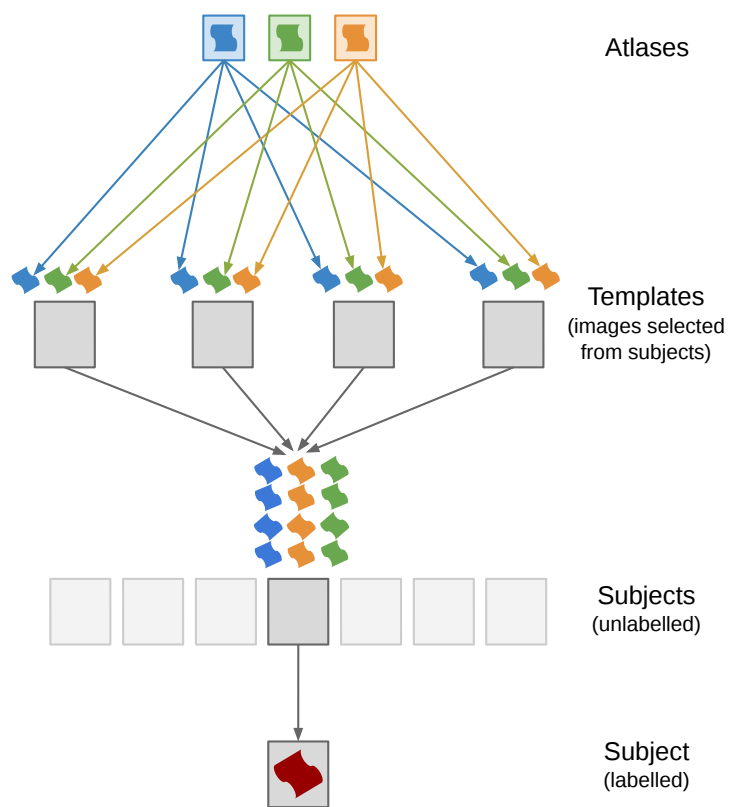 Atlases
Templates
(images selected
from subjects)
Subjects
(unlabelled)
Subject
(labelled)